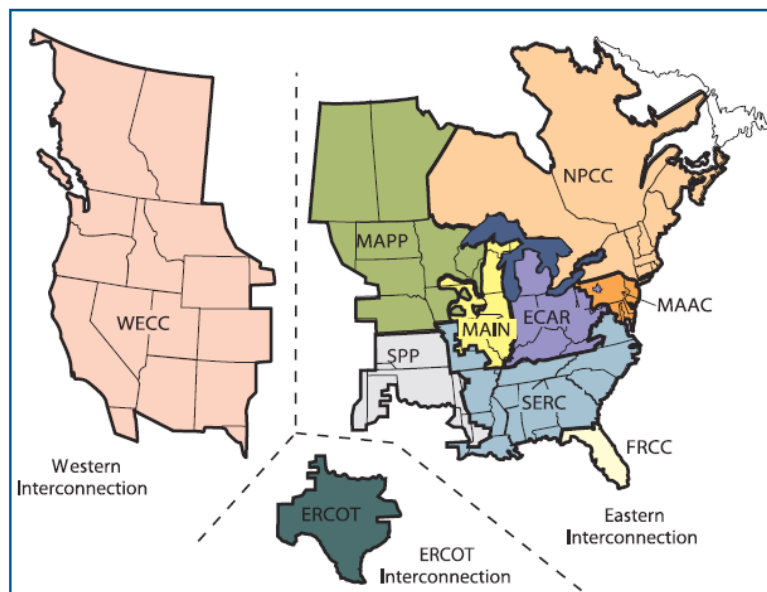 NPCC
MAPP
MAAC
WECC
MAIN
ECAR
SPP
SERC
FRCC
Western
Interconnection
ERCOT
Eastern
Interconnection
ERCOT
Interconnection